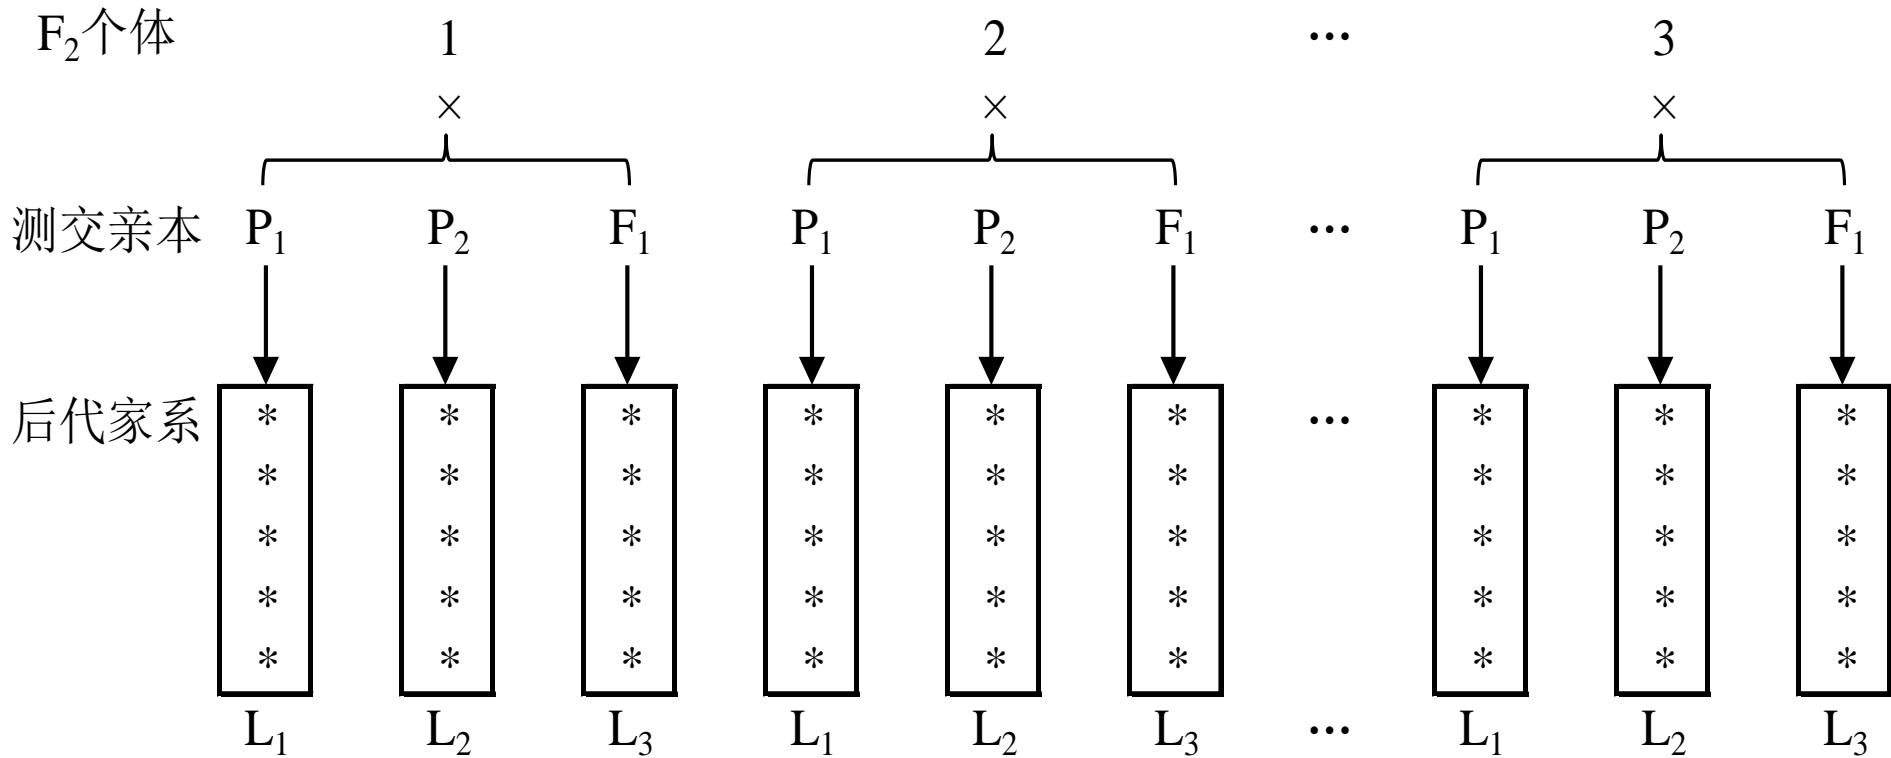 F₂个体 1 2 ... 3
× × ×
测交亲本 P₁ P₂ F₁ P₁ P₂ F₁ ... P₁ P₂ F₁
后代家系 * * * * * * ... * * *
* * * * * * * * *
* * * * * * * * *
* * * * * * * * *
* * * * * * * * *
L₁ L₂ L₃ L₁ L₂ L₃ ... L₁ L₂ L₃